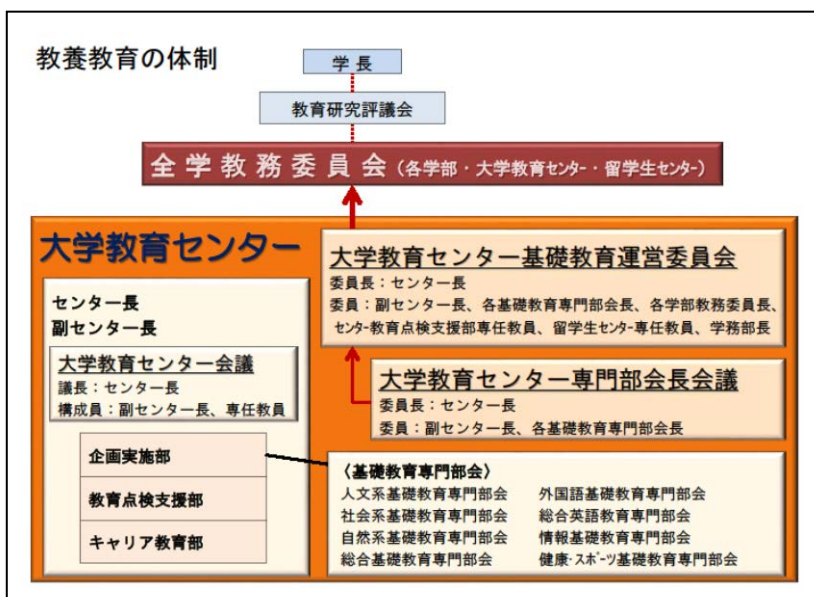 教養教育の体制
学長
教育研究評議会
全学教務委員会(各学部・大学教育ｾﾝﾀｰ・留学生ｾﾝﾀｰ)
大学教育センター
センター長
副センター長
大学教育センター会議
議長：センター長
構成員：副センター長、専任教員
企画実施部
教育点検支援部
キャリア教育部
大学教育センター基礎教育運営委員会
委員長：センター長
委員：副センター長、各基礎教育専門部会長、各学部教務委員長、
ｾﾝﾀｰ教育点検支援部専任教員、留学生ｾﾝﾀｰ専任教員、学務部長
大学教育センター専門部会長会議
委員長：センター長
委員：副センター長、各基礎教育専門部会長
〈基礎教育専門部会〉
人文系基礎教育専門部会
社会系基礎教育専門部会
自然系基礎教育専門部会
総合基礎教育専門部会
外国語基礎教育専門部会
総合英語教育専門部会
情報基礎教育専門部会
健康・ｽﾎﾟｰﾂ基礎教育専門部会